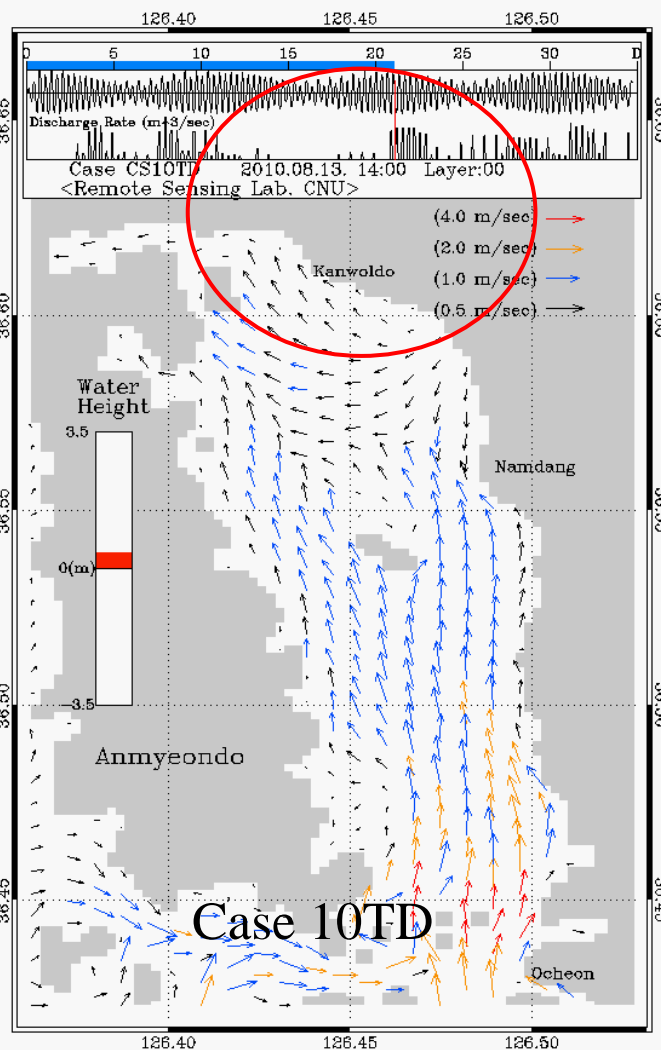 126.40 126.45 126.50
0 5 10 15 20 25 30 D
Discharge Rate (m^3/sec)
Case CS10TD 2010.08.13. 14:00 Layer:00
<Remote Sensing Lab. CNU>
(4.0 m/sec)
(2.0 m/sec)
Kanwoldo
(1.0 m/sec)
(0.5 m/sec)
36.60
Water
Height
3.5
Namdang
36.55
0(m)
-3.5
36.50
Anmyeondo
36.45
Case 10TD
Ocheon
126.40 126.45 126.50